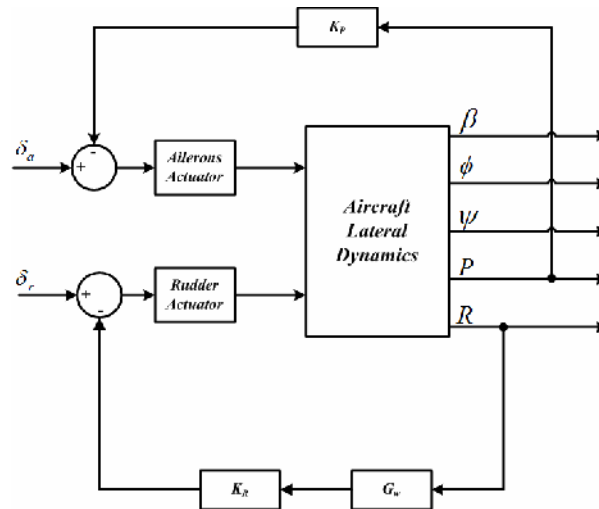 K_P
β
-
δ_a
+
Ailerons
Actuator
ϕ
Aircraft
Lateral
Dynamics
ψ
P
δ_r
+
-
Rudder
Actuator
R
K_R
G_w